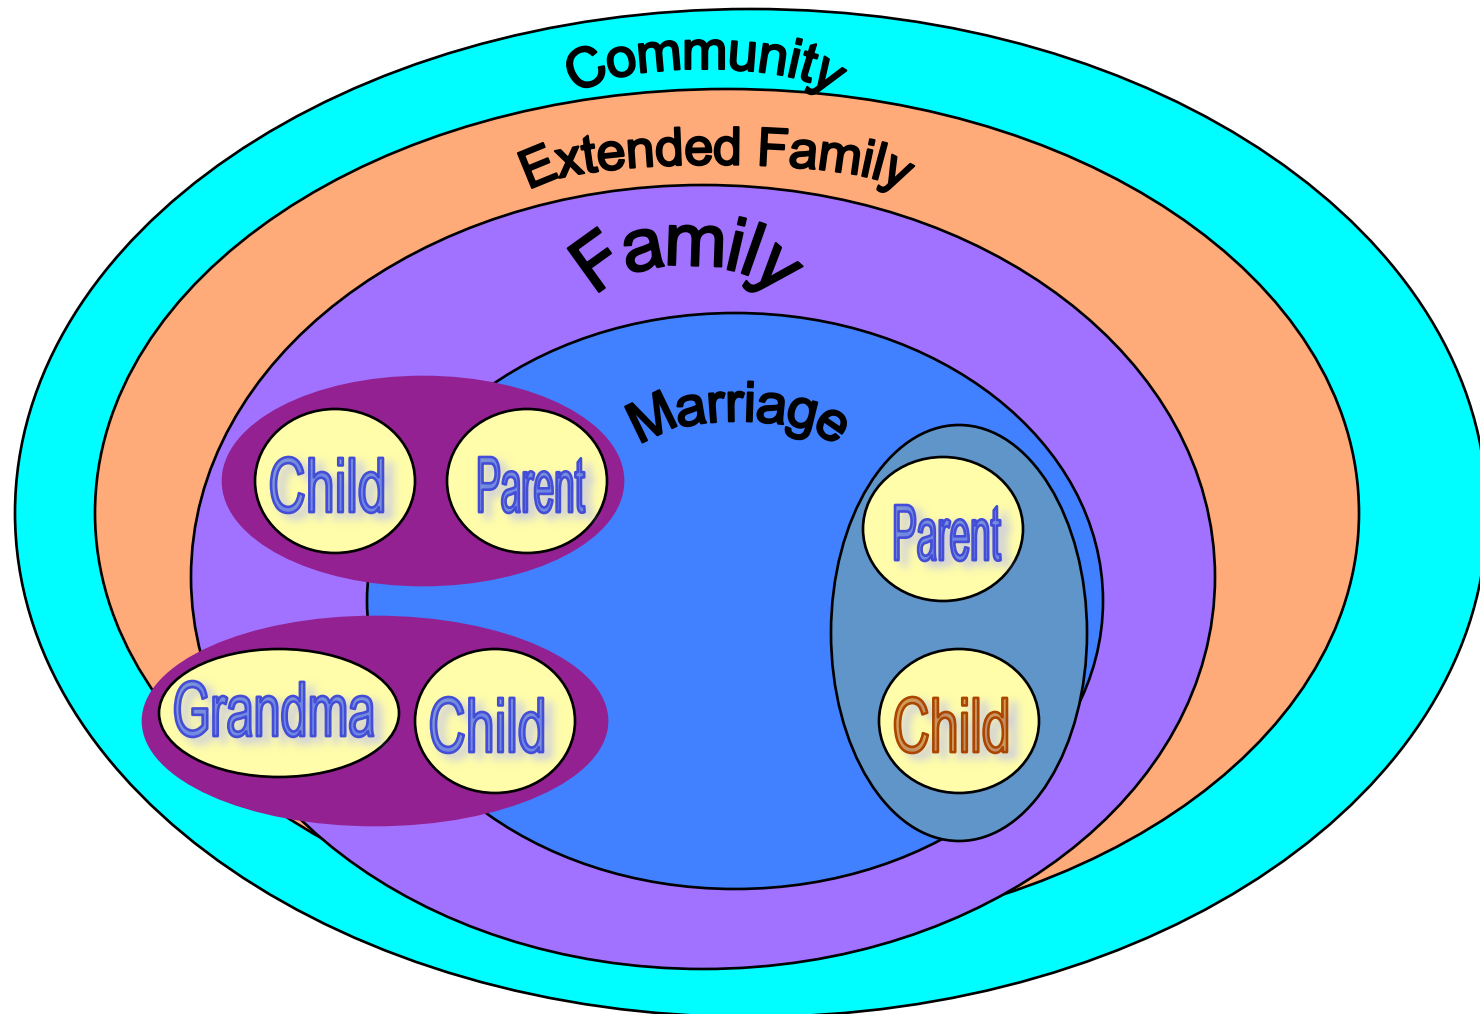 Community
Extended Family
Family
Marriage
Child
Parent
Parent
Grandma
Child
Child